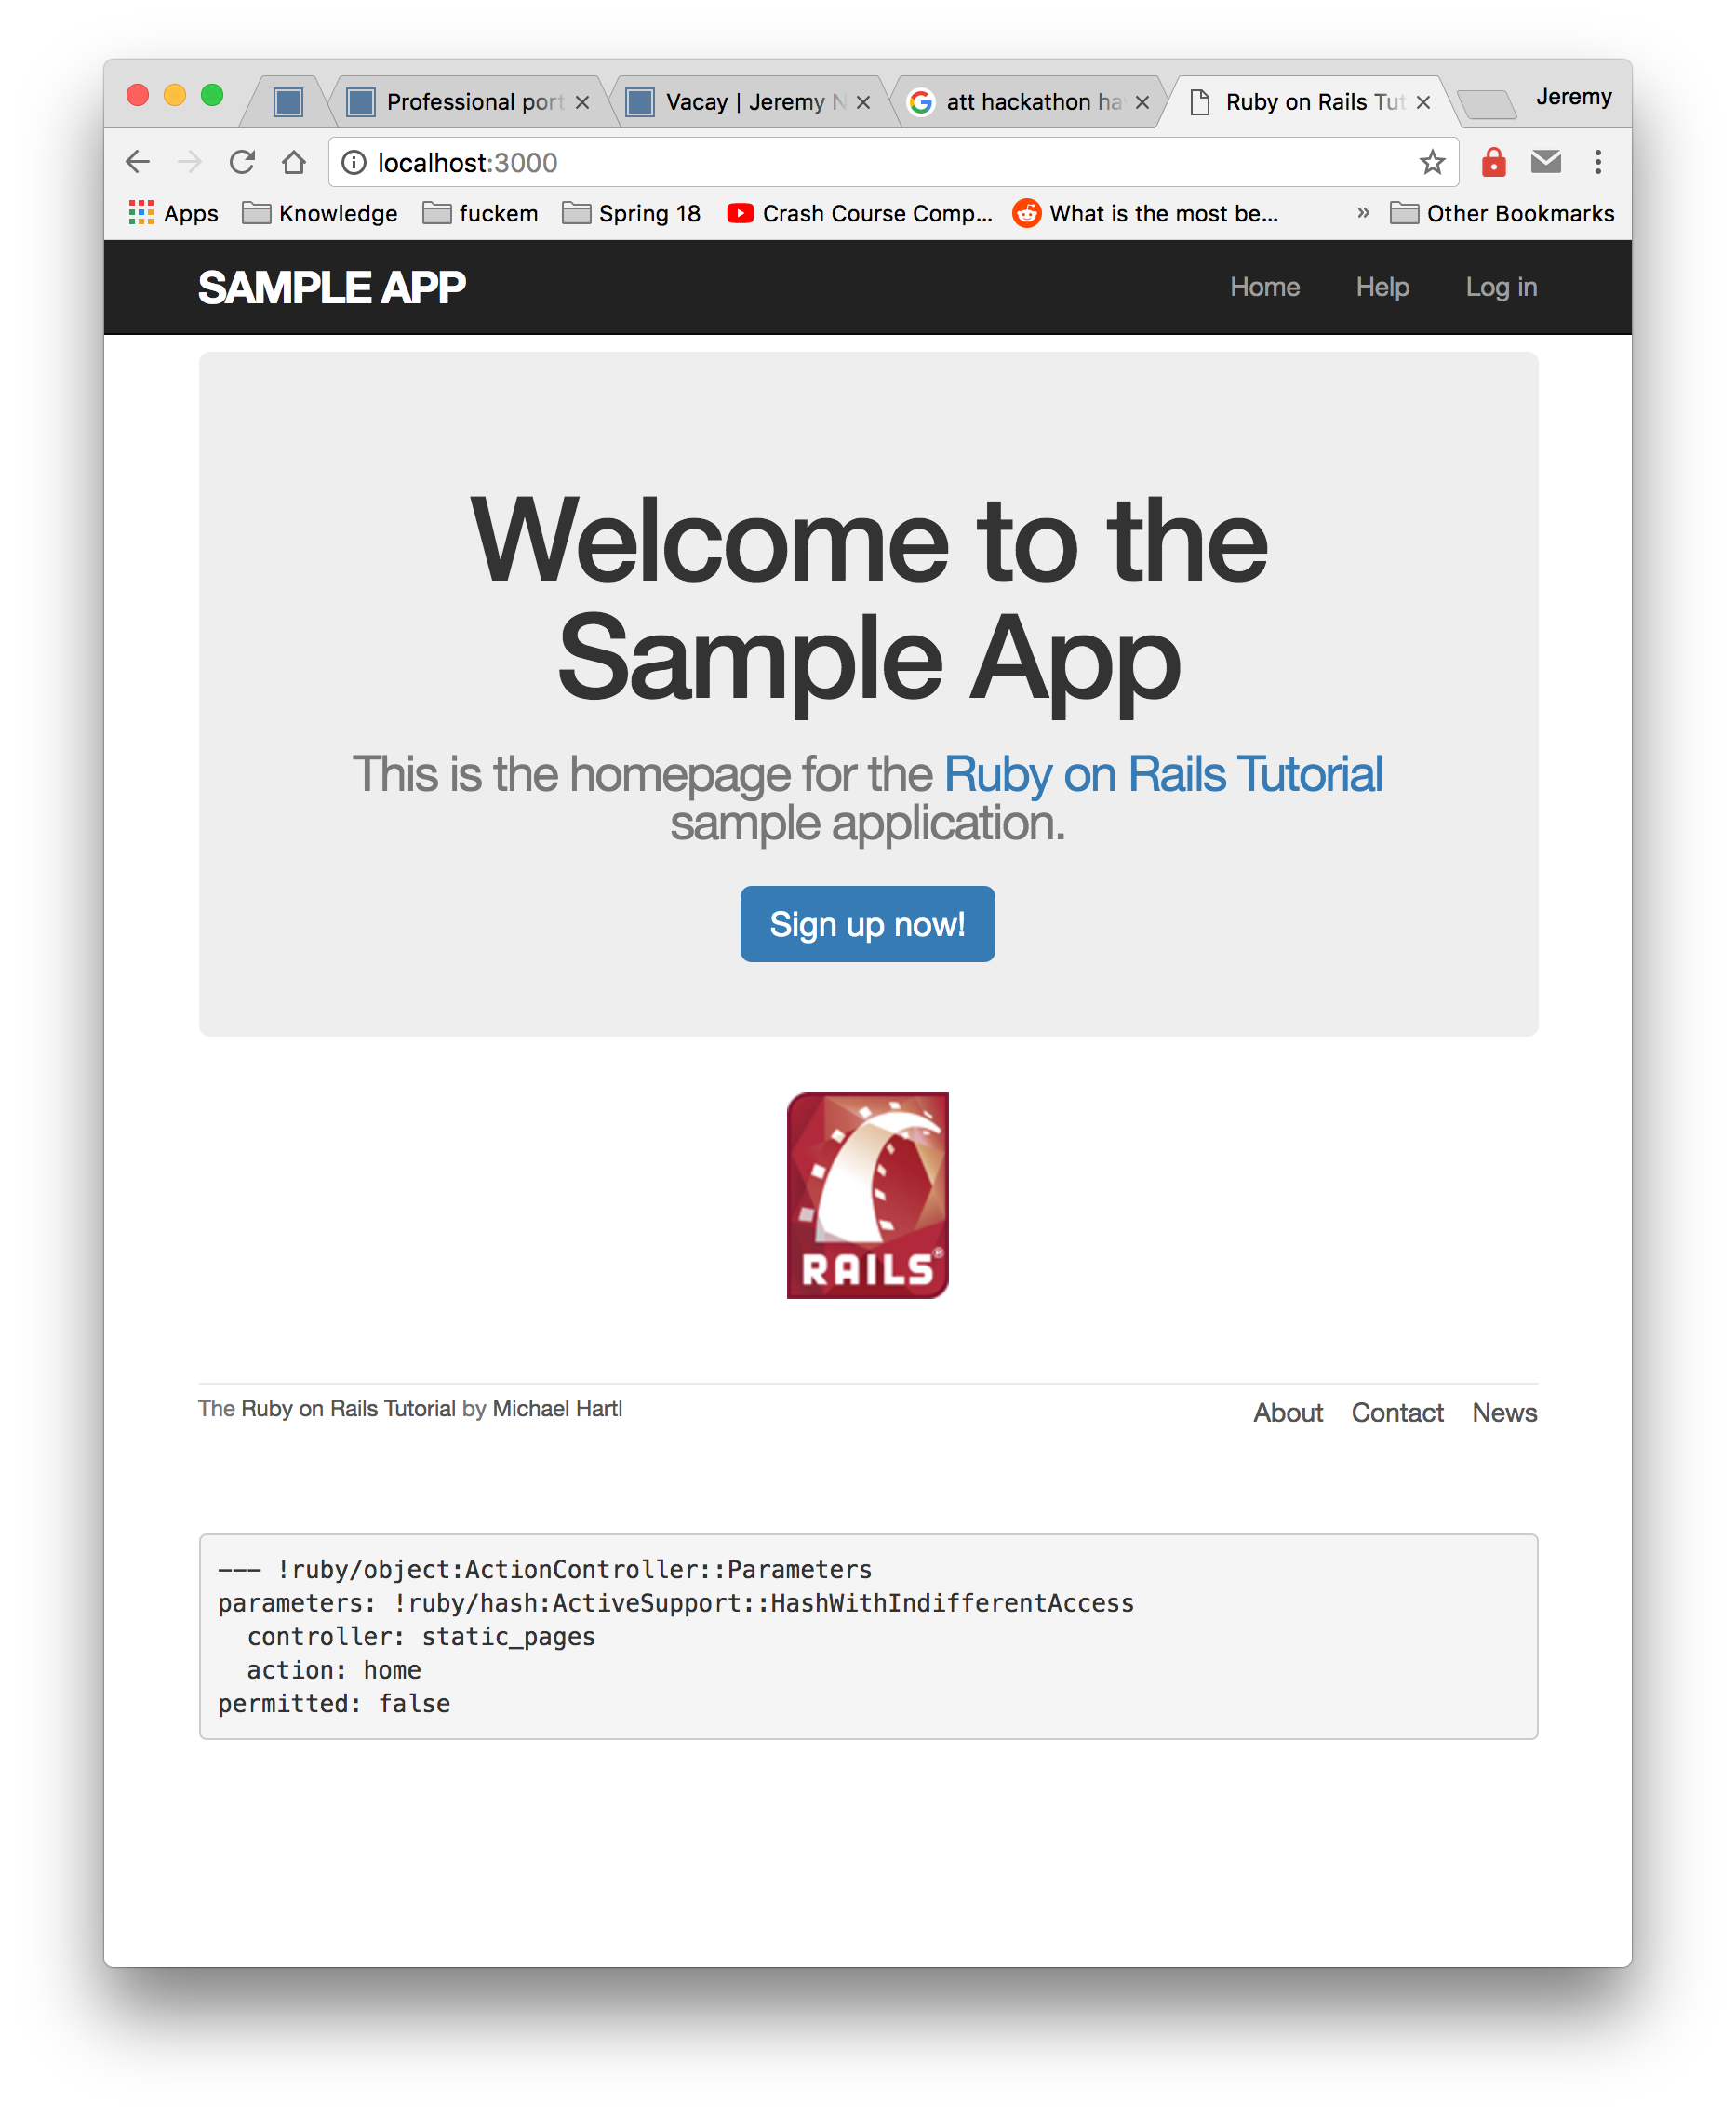 Professional port
Vacay | Jeremy N
att hackathon ha
Ruby on Rails Tut
Jeremy
localhost:3000
Apps
Knowledge
fuckem
Spring 18
Crash Course Comp...
What is the most be...
»
Other Bookmarks
SAMPLE APP
Home
Help
Log in
Welcome to the
Sample App
This is the homepage for the Ruby on Rails Tutorial
sample application.
Sign up now!
RAILS®
The Ruby on Rails Tutorial by Michael Hartl
About
Contact
News
--- !ruby/object:ActionController::Parameters
parameters: !ruby/hash:ActiveSupport::HashWithIndifferentAccess
  controller: static_pages
  action: home
permitted: false